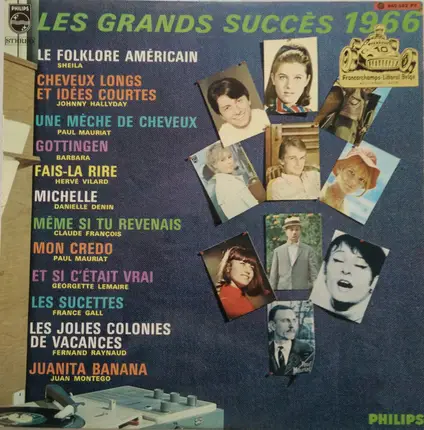 PHILIPS
LES GRANDS SUCCÈS 1966
LE FOLKLORE AMÉRICAIN
SHEILA
CHEVEUX LONGS
ET IDÉES COURTES
JOHNNY HALLYDAY
UNE MÈCHE DE CHEVEUX
PAUL MAURIAT
GOTTINGEN
BARBARA
FAIS-LA RIRE
HERVÉ VILARD
MICHELLE
DANIELLE DENIN
MÊME SI TU REVENAIS
CLAUDE FRANÇOIS
MON CREDO
PAUL MAURIAT
ET SI C'ÉTAIT VRAI
GEORGETTE LEMAIRE
LES SUCETTES
FRANCE GALL
LES JOLIES COLONIES
DE VACANCES
FERNAND RAYNAUD
JUANITA BANANA
JUAN MONTEGO
Francorchamps-Littoral Belge
PHILIPS